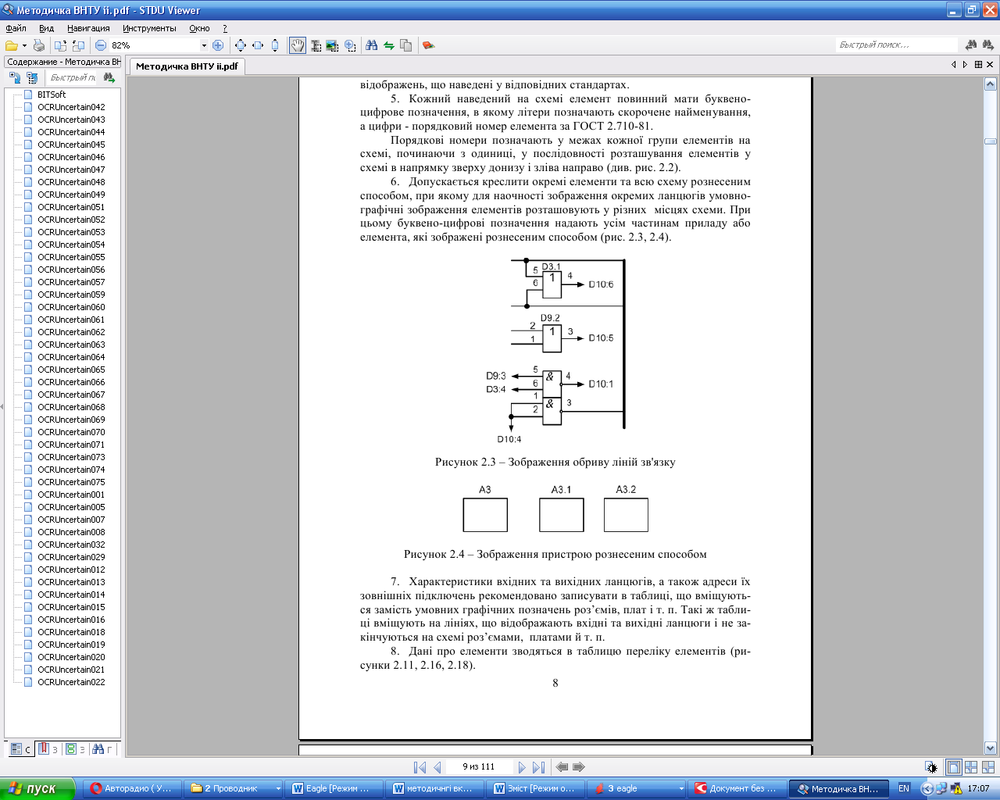 Методичка ВНТУ ii.pdf - STDU Viewer
Файл Вид Навигация Инструменты Окно ?
82%
Быстрый поиск...
Содержание - Методичка ВН
Методичка ВНТУ ii.pdf
Быстрый по
BITSoft
OCRUncertain042
OCRUncertain043
OCRUncertain044
OCRUncertain045
OCRUncertain046
OCRUncertain047
OCRUncertain048
OCRUncertain049
OCRUncertain051
OCRUncertain052
OCRUncertain053
OCRUncertain054
OCRUncertain055
OCRUncertain056
OCRUncertain057
OCRUncertain059
OCRUncertain060
OCRUncertain061
OCRUncertain062
OCRUncertain063
OCRUncertain064
OCRUncertain065
OCRUncertain066
OCRUncertain067
OCRUncertain068
OCRUncertain069
OCRUncertain070
OCRUncertain071
OCRUncertain073
OCRUncertain074
OCRUncertain075
OCRUncertain001
OCRUncertain005
OCRUncertain007
OCRUncertain008
OCRUncertain032
OCRUncertain029
OCRUncertain012
OCRUncertain013
OCRUncertain014
OCRUncertain015
OCRUncertain016
OCRUncertain018
OCRUncertain019
OCRUncertain020
OCRUncertain021
OCRUncertain022
С З Э Г
відображень, що наведені у відповідних стандартах.
5. Кожний наведений на схемі елемент повинний мати буквено-
цифрове позначення, в якому літери позначають скорочене найменування,
а цифри - порядковий номер елемента за ГОСТ 2.710-81.
Порядкові номери позначають у межах кожної групи елементів на
схемі, починаючи з одиниці, у послідовності розташування елементів у
схемі в напрямку зверху донизу і зліва направо (див. рис. 2.2).
6. Допускається креслити окремі елементи та всю схему рознесеним
способом, при якому для наочності зображення окремих ланцюгів умовно-
графічні зображення елементів розташовують у різних місцях схеми. При
цьому буквено-цифрові позначення надають усім частинам приладу або
елемента, які зображені рознесеним способом (рис. 2.3, 2.4).
D3.1
5 1 4
6 D10:6
D9.2
2 1 3
1 D10:5
D9:3 5 & 4
D3:4 6 D10:1
1 & 3
2
D10:4
Рисунок 2.3 – Зображення обриву ліній зв'язку
A3 A3.1 A3.2
Рисунок 2.4 – Зображення пристрою рознесеним способом
7. Характеристики вхідних та вихідних ланцюгів, а також адреси їх
зовнішніх підключень рекомендовано записувати в таблиці, що вміщують-
ся замість умовних графічних позначень роз’ємів, плат і т. п. Такі ж табли-
ці вміщують на лініях, що відображають вхідні та вихідні ланцюги і не за-
кінчуються на схемі роз’ємами, платами й т. п.
8. Дані про елементи зводяться в таблицю переліку елементів (ри-
сунки 2.11, 2.16, 2.18).
8
9 из 111
пуск Авторадио ( У... 2 Проводник Eagle [Режим ... методичнгі вк... Зміст [Режим о... 3 eagle Документ без ... Методичка ВН... EN 17:07